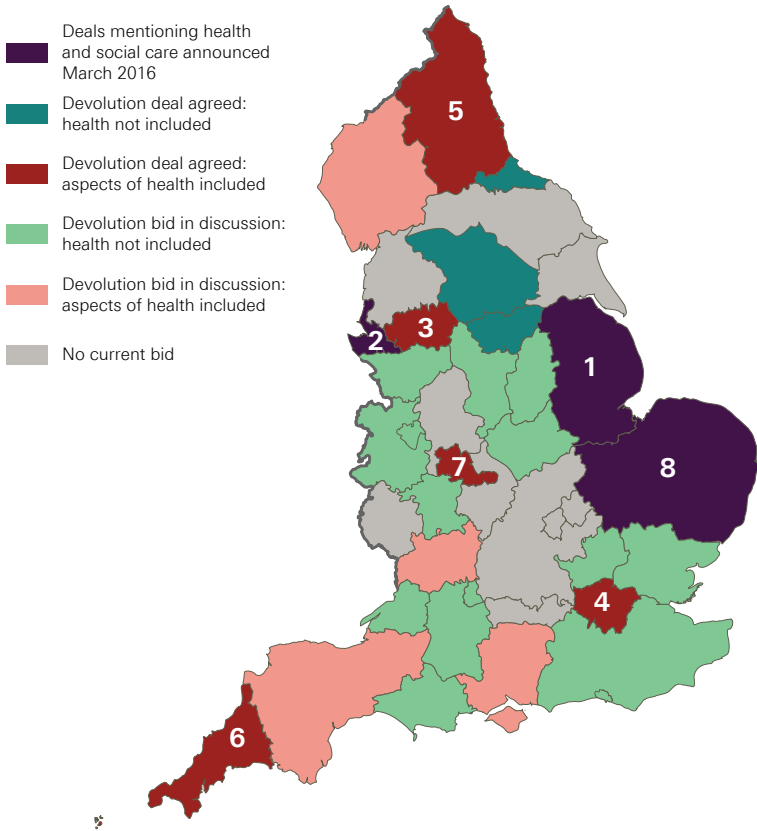 Deals mentioning health
and social care announced
March 2016
Devolution deal agreed:
health not included
Devolution deal agreed:
aspects of health included
Devolution bid in discussion:
health not included
Devolution bid in discussion:
aspects of health included
No current bid
5
3
2
1
7
8
4
6